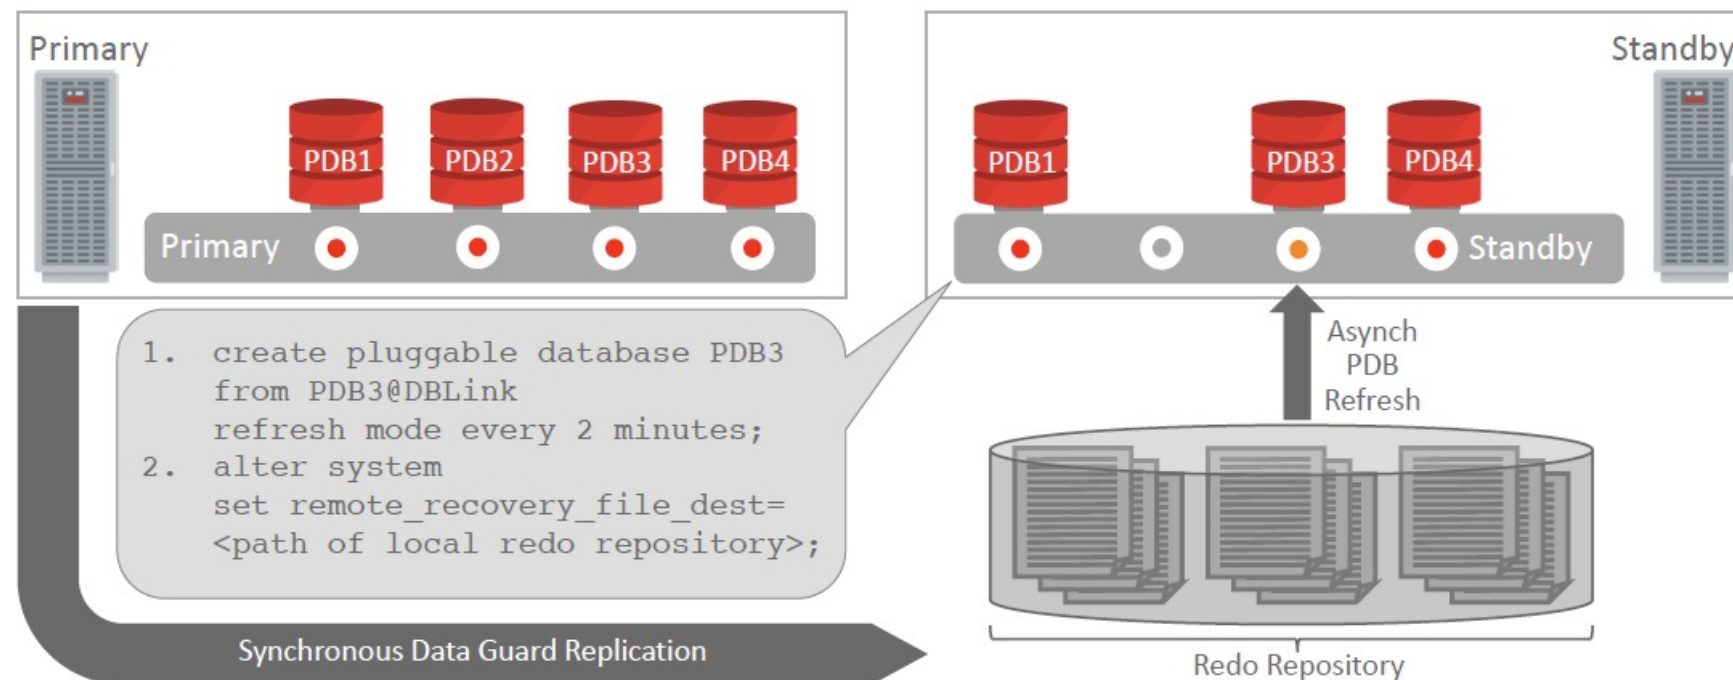 Primary
PDB1
PDB2
PDB3
PDB4
Primary
Standby
PDB1
PDB3
PDB4
Standby
1. create pluggable database PDB3
from PDB3@DBLink
refresh mode every 2 minutes;
2. alter system
set remote_recovery_file_dest=
<path of local redo repository>;
Asynch
PDB
Refresh
Synchronous Data Guard Replication
Redo Repository